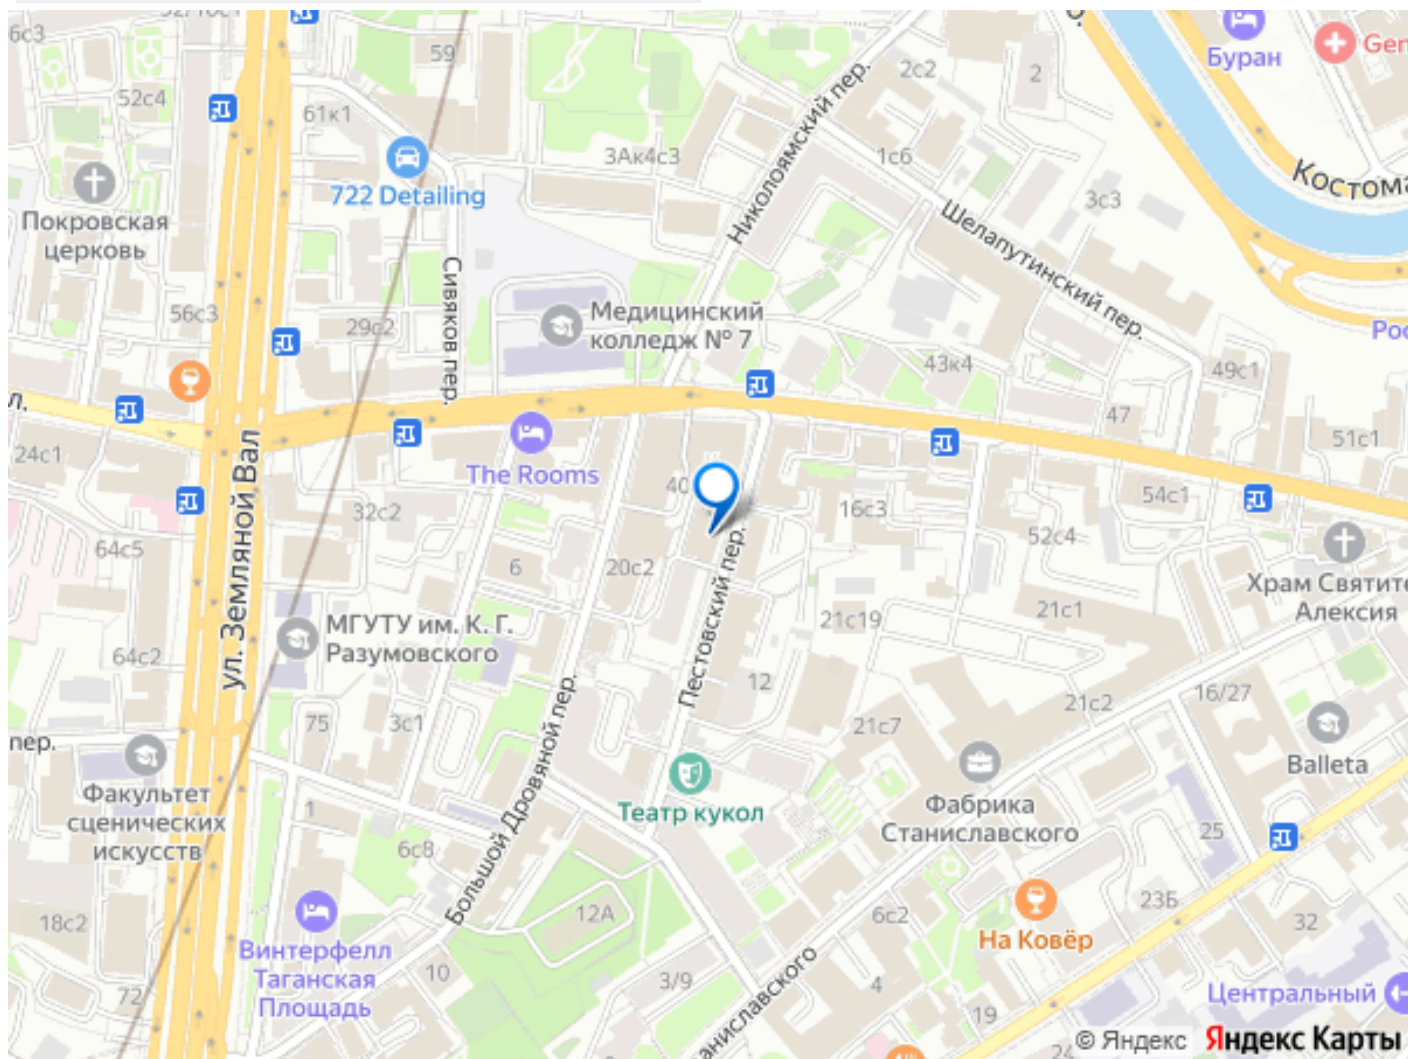 6с3
59
2с2
2
Буран
Gen
52с4
61к1
3Ак4с3
1с6
Николоямский пер.
Костома
722 Detailing
3с3
Покровская
церковь
Шелапутинский пер.
Сивяков пер.
56с3
29с2
Медицинский
колледж № 7
Рос
43к4
49с1
л.
47
51с1
24с1
The Rooms
40
54с1
32с2
16с3
ул. Земляной Вал
64с5
6
20с2
Пестовский пер.
52с4
Храм Святите
Алексия
21с1
21с19
МГУТУ им. К. Г.
Разумовского
64с2
12
16/27
21с2
75
3с1
21с7
пер.
Большой Дровяной пер.
Balleta
Факультет
сценических
искусств
1
Театр кукол
Фабрика
Станиславского
25
6с8
18с2
12А
6с2
23Б
32
На Ковёр
Винтерфелл
Таганская
Площадь
10
3/9
4
72
аниславского
19
Центральный
© Яндекс
Яндекс Карты